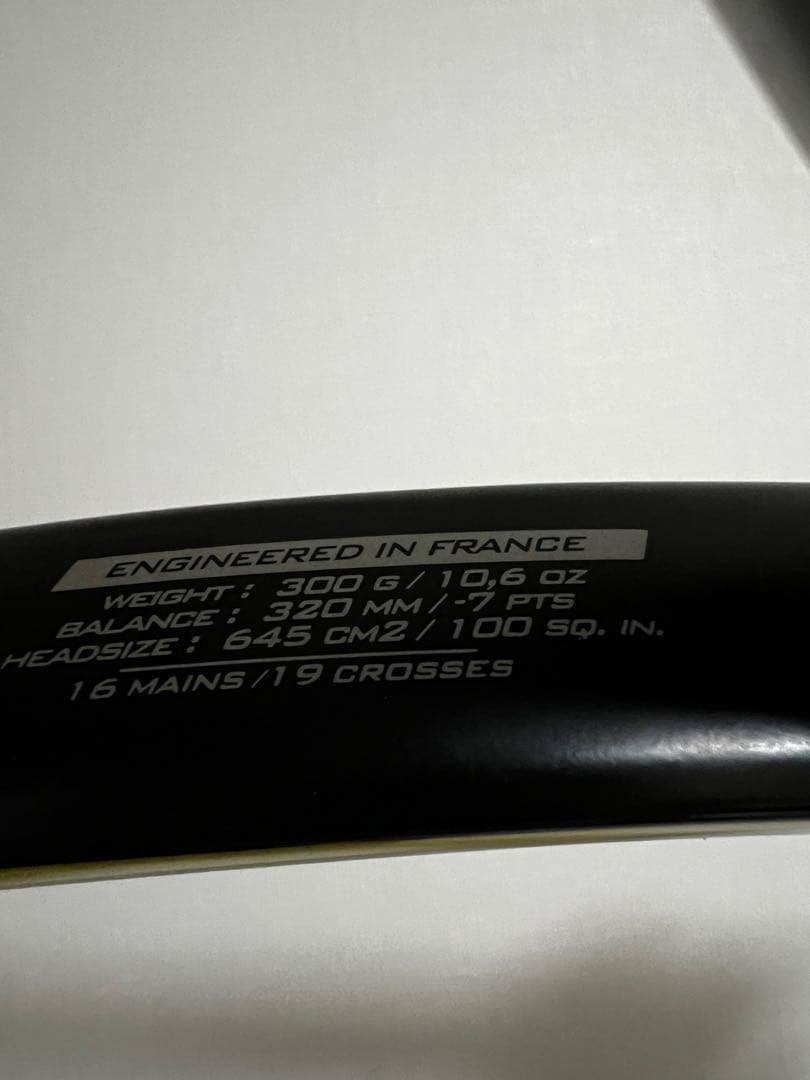 ENGINEERED IN FRANCE
WEIGHT : 300 G / 10,6 OZ
BALANCE : 320 MM / -7 PTS
HEADSIZE : 645 CM2 / 100 SQ. IN.
16 MAINS /19 CROSSES